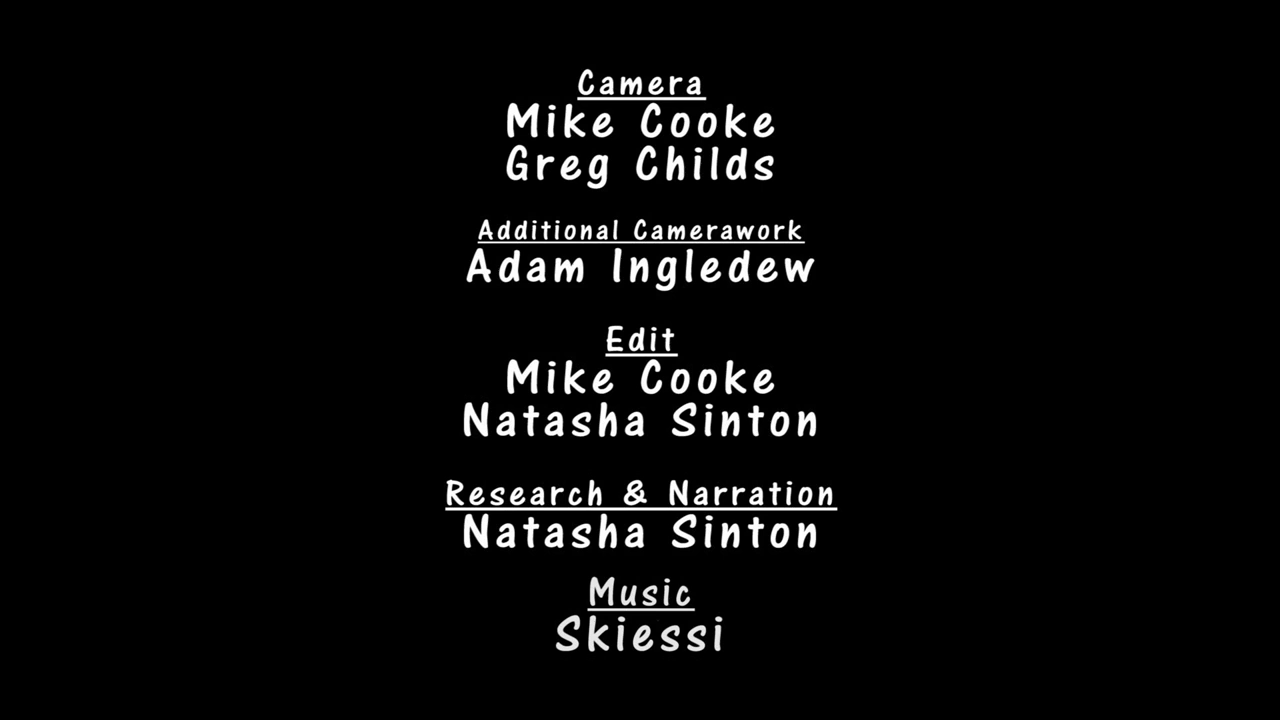 Camera
Mike Cooke
Greg Childs
Additional Camerawork
Adam Ingledew
Edit
Mike Cooke
Natasha Sinton
Research & Narration
Natasha Sinton
Music
Skiessi